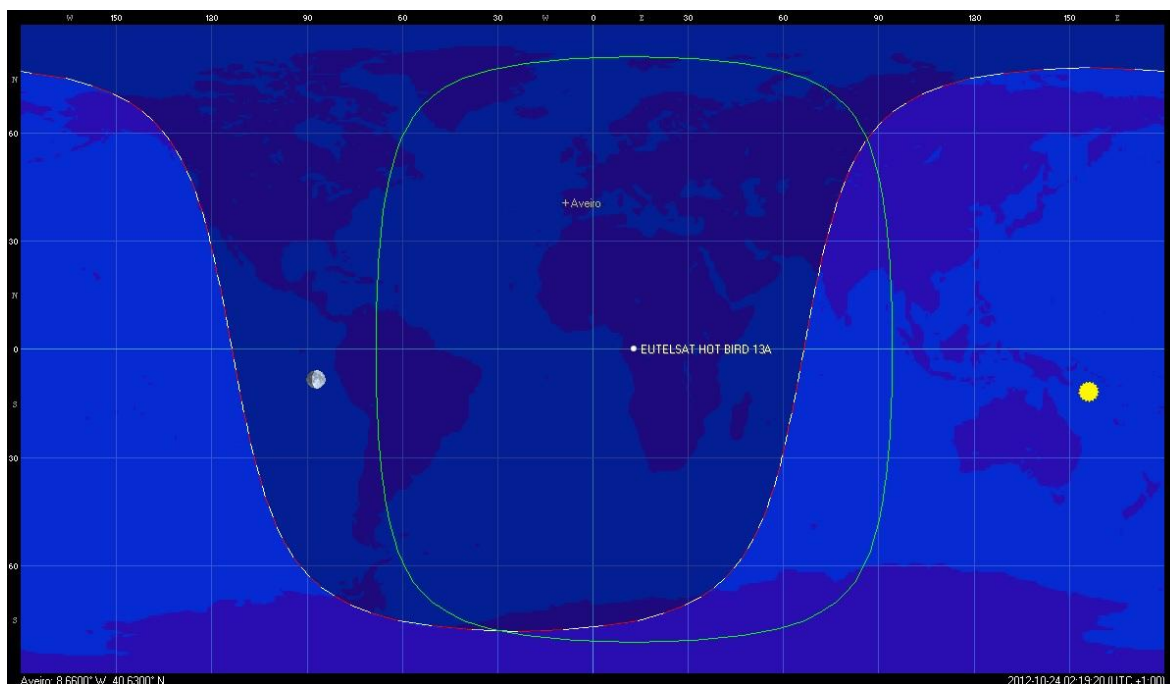 W 150 120 90 60 30 W 0 E 30 60 90 120 150 E
N
60
+Aveiro
30
N
0 EUTELSAT HOT BIRD 13A
S
30
60
S
Aveiro: 8.6600° W, 40.6300° N 2012-10-24 02:19:20 (UTC +1:00)